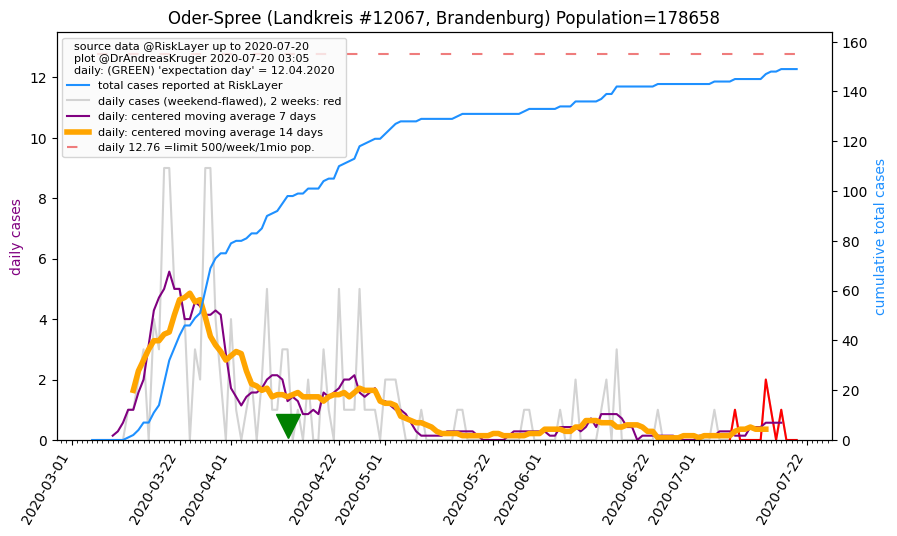 Oder-Spree (Landkreis #12067, Brandenburg) Population=178658
source data @RiskLayer up to 2020-07-20
plot @DrAndreasKruger 2020-07-20 03:05
daily: (GREEN) 'expectation day' = 12.04.2020
total cases reported at RiskLayer
daily cases (weekend-flawed), 2 weeks: red
daily: centered moving average 7 days
daily: centered moving average 14 days
daily 12.76 =limit 500/week/1mio pop.
daily cases
12
10
8
6
4
2
0
160
140
120
100
80
60
40
20
0
cumulative total cases
2020-03-01
2020-03-22
2020-04-01
2020-04-22
2020-05-01
2020-05-22
2020-06-01
2020-06-22
2020-07-01
2020-07-22